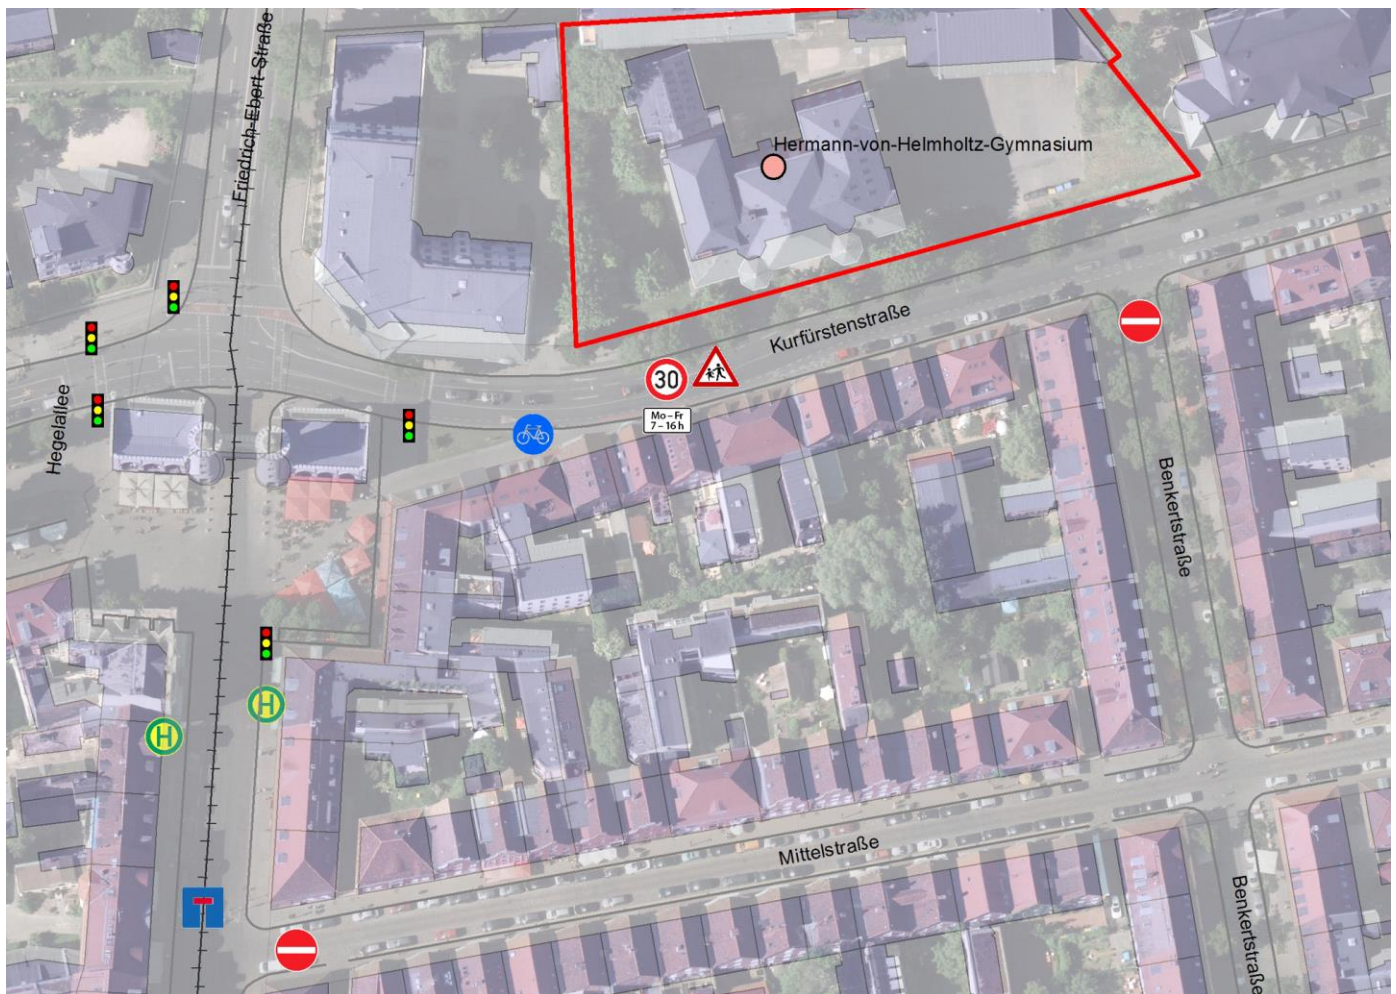 Friedrich-Ebert-Straße
Hermann-von-Helmholtz-Gymnasium
Kurfürstenstraße
30
Mo – Fr
7 – 16 h
Hegelallee
Benkertstraße
H
H
Mittelstraße
Benkertstraße